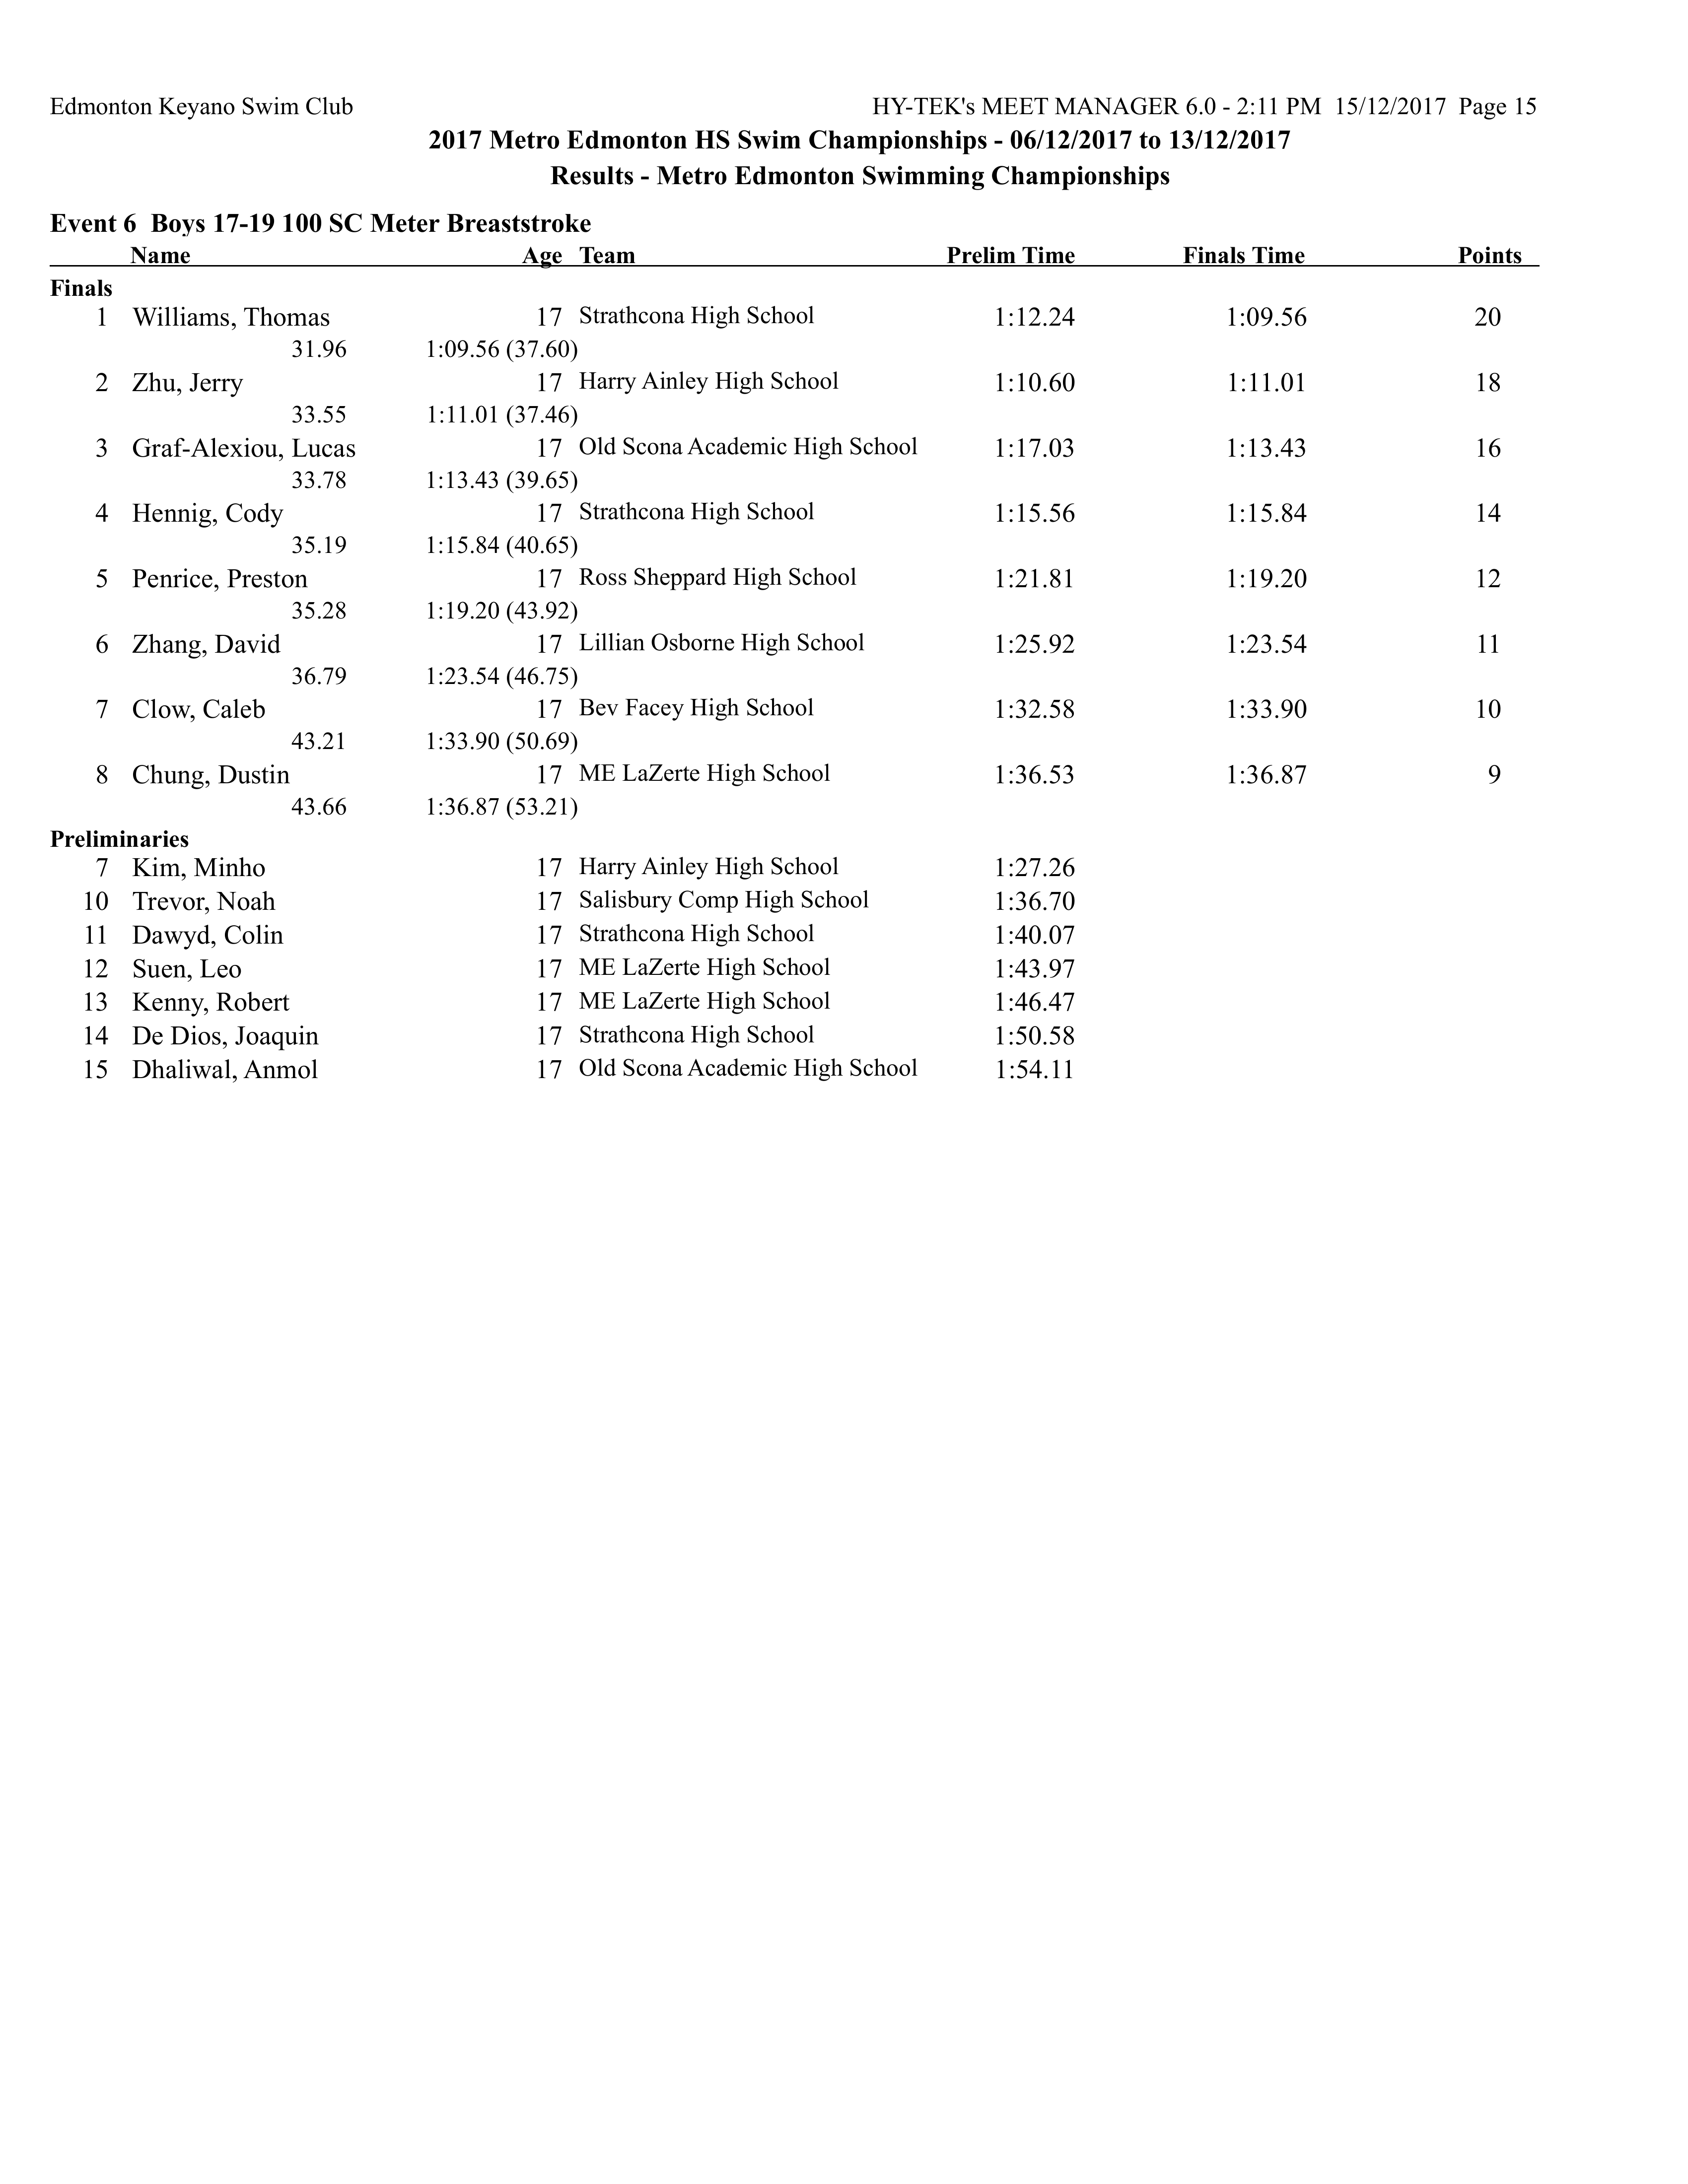 Edmonton Keyano Swim Club HY-TEK's MEET MANAGER 6.0 - 2:11 PM 15/12/2017 Page 15
2017 Metro Edmonton HS Swim Championships - 06/12/2017 to 13/12/2017
Results - Metro Edmonton Swimming Championships
Event 6 Boys 17-19 100 SC Meter Breaststroke
Name Age Team Prelim Time Finals Time Points
Finals
1 Williams, Thomas 17 Strathcona High School 1:12.24 1:09.56 20
31.96 1:09.56 (37.60)
2 Zhu, Jerry 17 Harry Ainley High School 1:10.60 1:11.01 18
33.55 1:11.01 (37.46)
3 Graf-Alexiou, Lucas 17 Old Scona Academic High School 1:17.03 1:13.43 16
33.78 1:13.43 (39.65)
4 Hennig, Cody 17 Strathcona High School 1:15.56 1:15.84 14
35.19 1:15.84 (40.65)
5 Penrice, Preston 17 Ross Sheppard High School 1:21.81 1:19.20 12
35.28 1:19.20 (43.92)
6 Zhang, David 17 Lillian Osborne High School 1:25.92 1:23.54 11
36.79 1:23.54 (46.75)
7 Clow, Caleb 17 Bev Facey High School 1:32.58 1:33.90 10
43.21 1:33.90 (50.69)
8 Chung, Dustin 17 ME LaZerte High School 1:36.53 1:36.87 9
43.66 1:36.87 (53.21)
Preliminaries
7 Kim, Minho 17 Harry Ainley High School 1:27.26
10 Trevor, Noah 17 Salisbury Comp High School 1:36.70
11 Dawyd, Colin 17 Strathcona High School 1:40.07
12 Suen, Leo 17 ME LaZerte High School 1:43.97
13 Kenny, Robert 17 ME LaZerte High School 1:46.47
14 De Dios, Joaquin 17 Strathcona High School 1:50.58
15 Dhaliwal, Anmol 17 Old Scona Academic High School 1:54.11